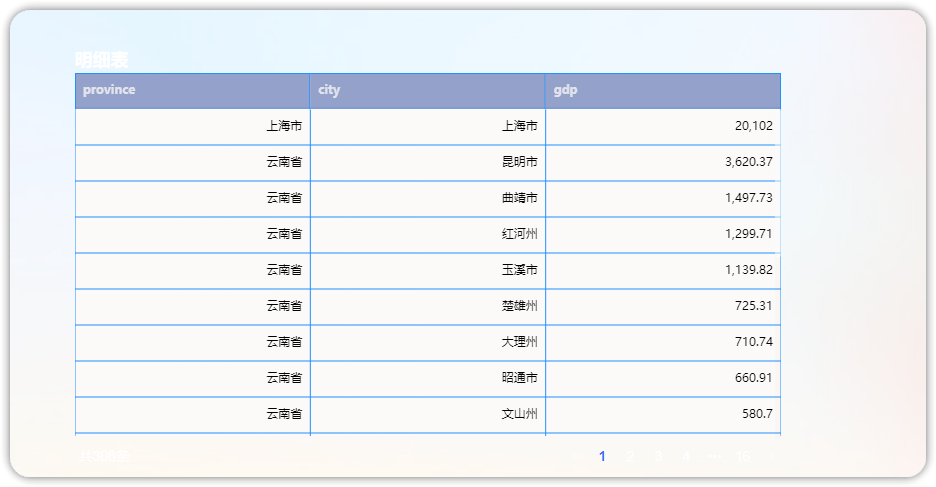 明细表
province city gdp
上海市 上海市 20,102
云南省 昆明市 3,620.37
云南省 曲靖市 1,497.73
云南省 红河州 1,299.71
云南省 玉溪市 1,139.82
云南省 楚雄州 725.31
云南省 大理州 710.74
云南省 昭通市 660.91
云南省 文山州 580.7
1 2 3 4 ··· 16